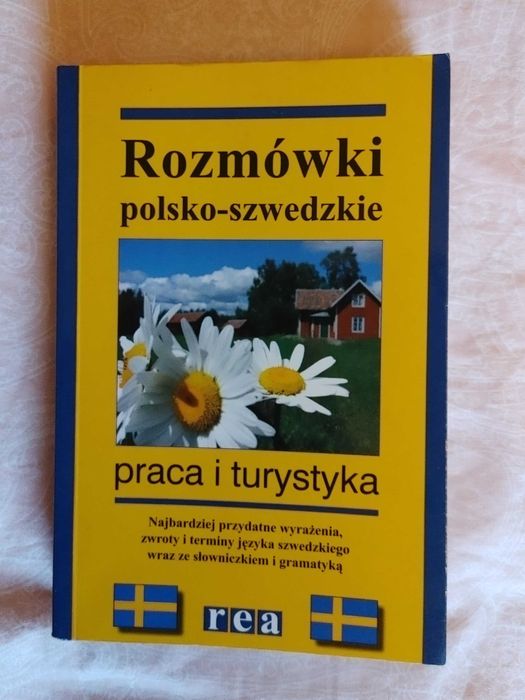 Rozmówki
polsko-szwedzkie
praca i turystyka
Najbardziej przydatne wyrażenia,
zwroty i terminy języka szwedzkiego
wraz ze słowniczkiem i gramatyką
rea